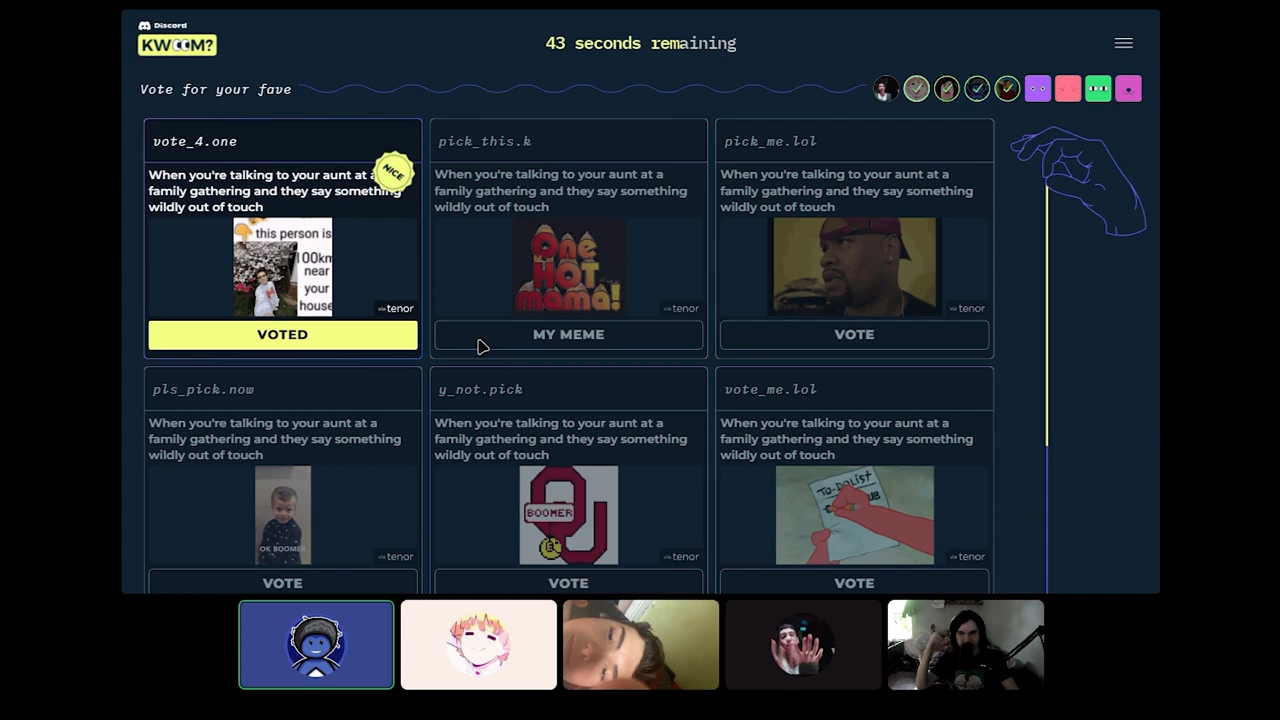 Discord
KWOOM?
43 seconds remaining
Vote for your fave
vote_4.one
pick_this.k
pick_me.lol
When you're talking to your aunt at a
family gathering and they say something
wildly out of touch
NICE
When you're talking to your aunt at a
family gathering and they say something
wildly out of touch
When you're talking to your aunt at a
family gathering and they say something
wildly out of touch
this person is
100km
near
your
house
via tenor
One
HOT
mama!
via tenor
via tenor
VOTED
MY MEME
VOTE
pls_pick.now
y_not.pick
vote_me.lol
When you're talking to your aunt at a
family gathering and they say something
wildly out of touch
When you're talking to your aunt at a
family gathering and they say something
wildly out of touch
When you're talking to your aunt at a
family gathering and they say something
wildly out of touch
OK BOOMER
via tenor
BOOMER
via tenor
TO-DO LIST
via tenor
VOTE
VOTE
VOTE